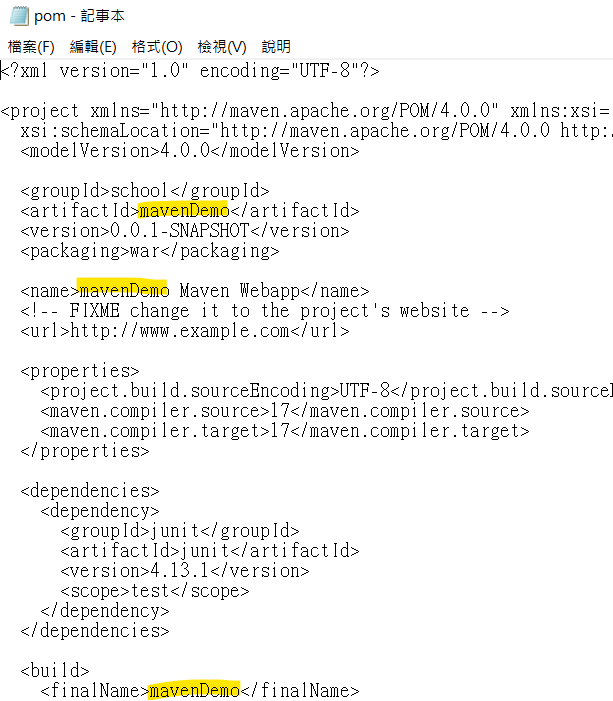 pom - 記事本
檔案(F) 編輯(E) 格式(O) 檢視(V) 說明
<?xml version="1.0" encoding="UTF-8"?>
<project xmlns="http://maven.apache.org/POM/4.0.0" xmlns:xsi=
xsi:schemaLocation="http://maven.apache.org/POM/4.0.0 http:
<modelVersion>4.0.0</modelVersion>
<groupId>school</groupId>
<artifactId>mavenDemo</artifactId>
<version>0.0.1-SNAPSHOT</version>
<packaging>war</packaging>
<name>mavenDemo Maven Webapp</name>
<!-- FIXME change it to the project's website -->
<url>http://www.example.com</url>
<properties>
<project.build.sourceEncoding>UTF-8</project.build.sourceE
<maven.compiler.source>17</maven.compiler.source>
<maven.compiler.target>17</maven.compiler.target>
</properties>
<dependencies>
<dependency>
<groupId>junit</groupId>
<artifactId>junit</artifactId>
<version>4.13.1</version>
<scope>test</scope>
</dependency>
</dependencies>
<build>
<finalName>mavenDemo</finalName>